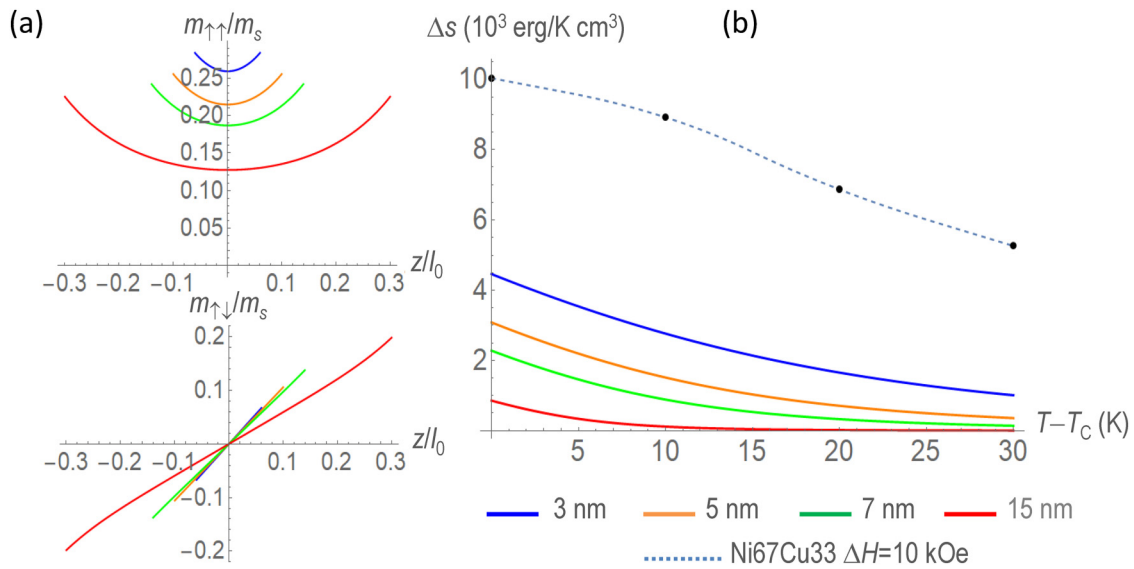 (a)
m↑↑/mₛ
0.25
0.20
0.15
0.10
0.05
−0.3 −0.2 −0.1 0.1 0.2 0.3
z/l₀
m↑↓/mₛ
0.2
0.1
−0.3 −0.2 −0.1 0.1 0.2 0.3
z/l₀
−0.1
−0.2
Δs (10³ erg/K cm³)
(b)
10
8
6
4
2
5 10 15 20 25 30
T−T_C (K)
3 nm 5 nm 7 nm 15 nm
Ni67Cu33 ΔH=10 kOe